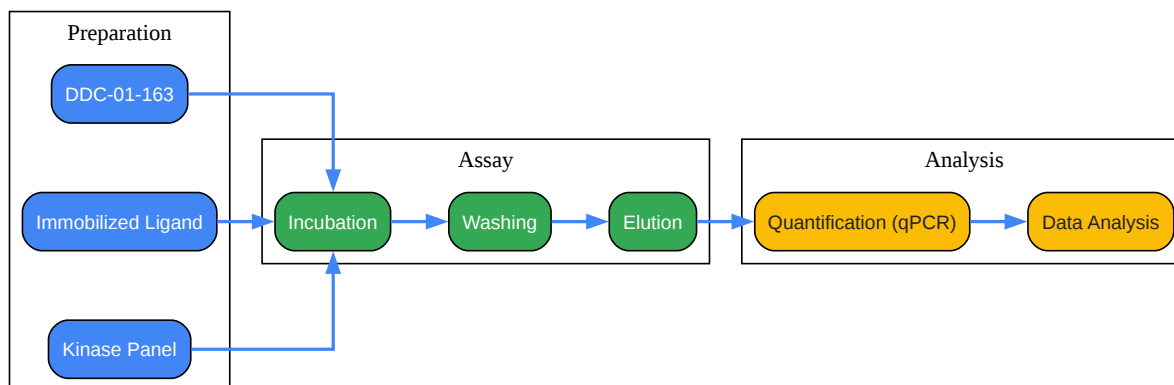 Preparation
DDC-01-163
Immobilized Ligand
Kinase Panel
Assay
Incubation
Washing
Elution
Analysis
Quantification (qPCR)
Data Analysis